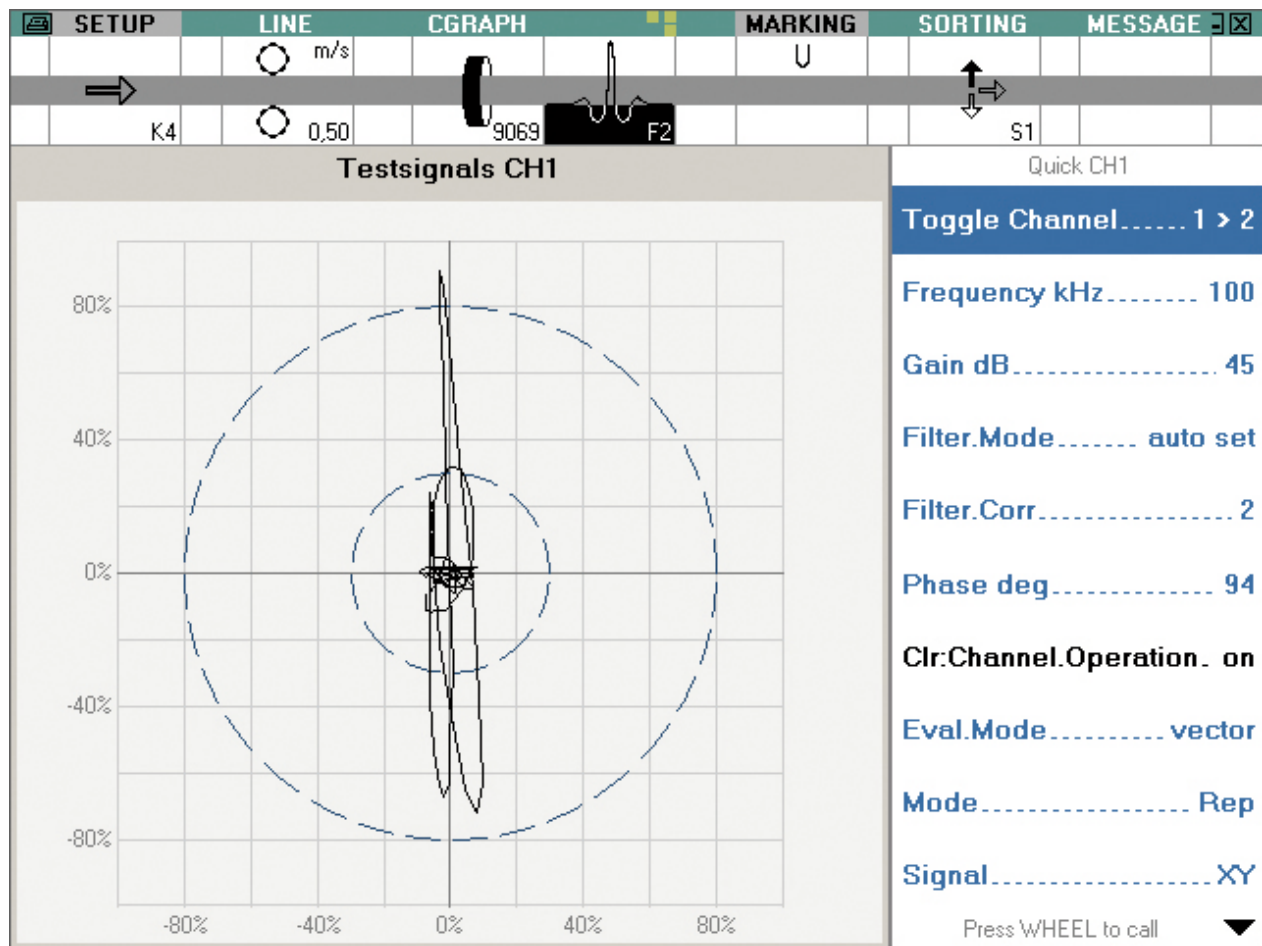 SETUP LINE CGRAPH MARKING SORTING MESSAGE
m/s
K4 0,50 9069 F2 S1
Testsignals CH1
80%
40%
0%
-40%
-80%
-80% -40% 0% 40% 80%
Quick CH1
Toggle Channel......1 > 2
Frequency kHz........ 100
Gain dB.................. 45
Filter.Mode....... auto set
Filter.Corr................. 2
Phase deg.............. 94
Clr:Channel.Operation. on
Eval.Mode.......... vector
Mode.................... Rep
Signal....................XY
Press WHEEL to call